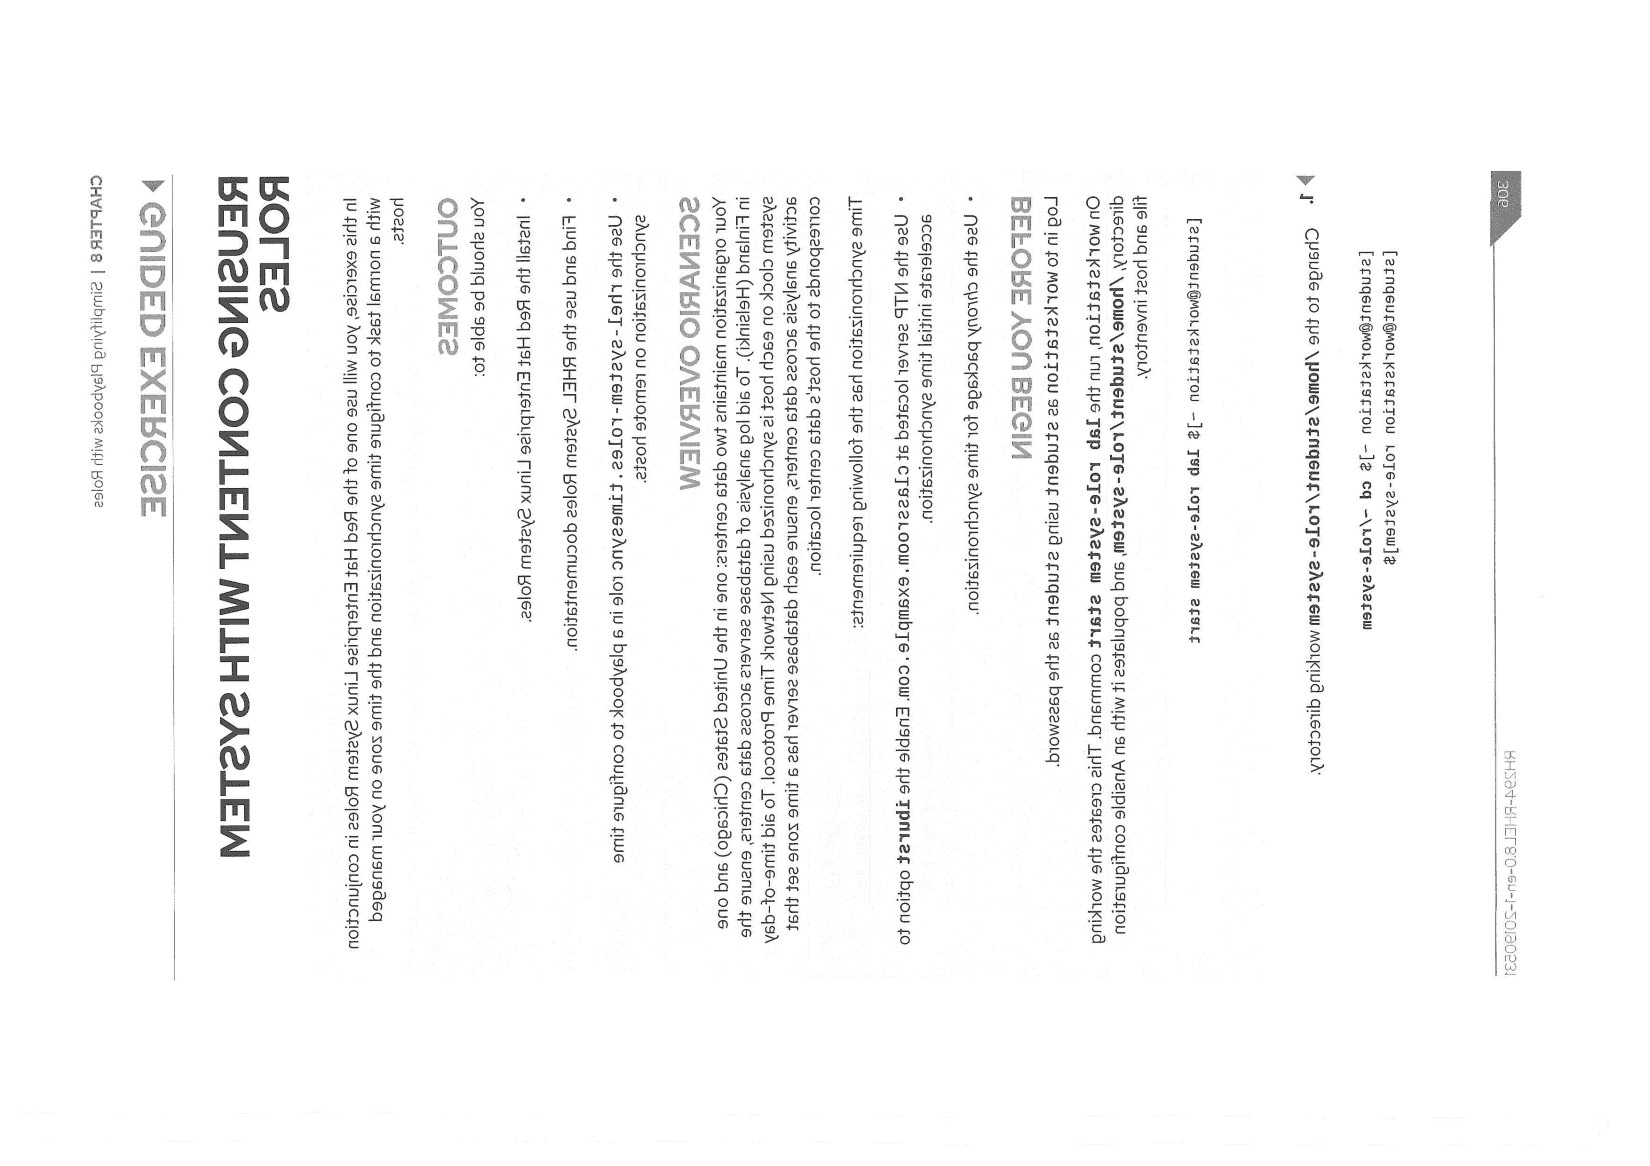 CHAPTER 8 | Simplifying Playbooks with Roles
GUIDED EXERCISE
REUSING CONTENT WITH SYSTEM
ROLES
In this exercise, you will use one of the Red Hat Enterprise Linux System Roles in conjunction
with a normal task to configure time synchronization and the time zone on your managed
hosts.
OUTCOMES
You should be able to:
• Install the Red Hat Enterprise Linux System Roles.
• Find and use the RHEL System Roles documentation.
• Use the rhel-system-roles.timesync role in a playbook to configure time
synchronization on remote hosts.
SCENARIO OVERVIEW
Your organization maintains two data centers: one in the United States (Chicago) and one
in Finland (Helsinki). To aid log analysis of database servers across data centers, ensure the
system clock on each host is synchronized using Network Time Protocol. To aid time-of-day
activity analysis across data centers, ensure each database server has a time zone set that
corresponds to the host's data center location.
Time synchronization has the following requirements:
• Use the NTP server located at classroom.example.com. Enable the iburst option to
accelerate initial time synchronization.
• Use the chrony package for time synchronization.
BEFORE YOU BEGIN
Log in to workstation as student using student as the password.
On workstation, run the lab role-system start command. This creates the working
directory, /home/student/role-system, and populates it with an Ansible configuration
file and host inventory.
[student@workstation ~]$ lab role-system start
1. Change to the /home/student/role-system working directory.
[student@workstation ~]$ cd ~/role-system
[student@workstation role-system]$
306
RH294-RHEL8.0-en-1-20190531